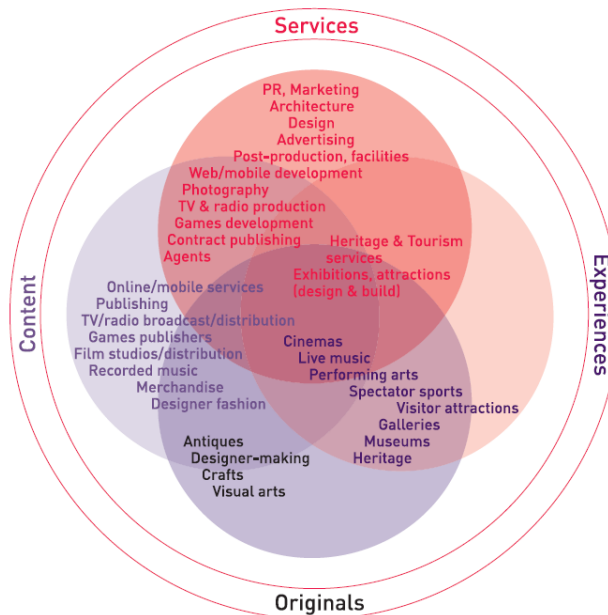 Services
PR, Marketing
Architecture
Design
Advertising
Post-production, facilities
Web/mobile development
Photography
TV & radio production
Games development
Contract publishing
Agents
Heritage & Tourism
services
Exhibitions, attractions
(design & build)
Content
Experiences
Online/mobile services
Publishing
TV/radio broadcast/distribution
Games publishers
Film studios/distribution
Recorded music
Merchandise
Designer fashion
Cinemas
Live music
Performing arts
Spectator sports
Visitor attractions
Galleries
Museums
Heritage
Antiques
Designer-making
Crafts
Visual arts
Originals